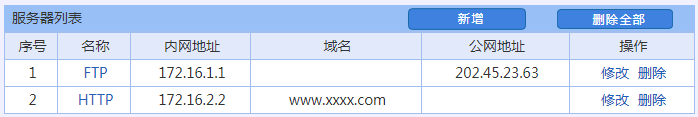 服务器列表 新增 删除全部
序号 名称 内网地址 域名 公网地址 操作
1 FTP 172.16.1.1 202.45.23.63 修改 删除
2 HTTP 172.16.2.2 www.xxxx.com 修改 删除